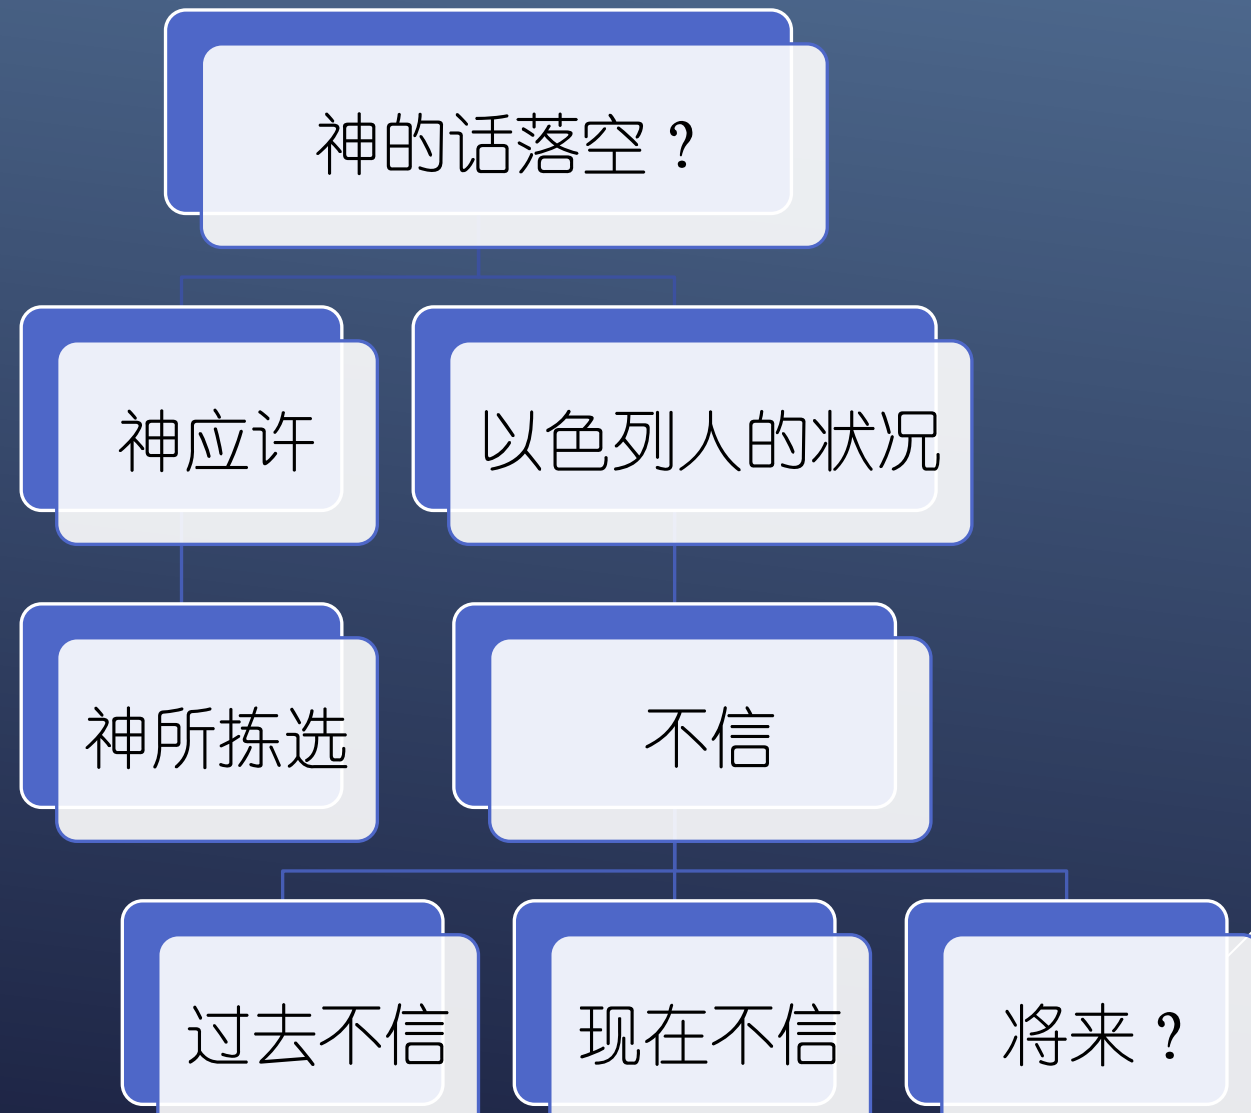 神的话落空？
神应许
以色列人的状况
神所拣选
不信
过去不信
现在不信
将来？